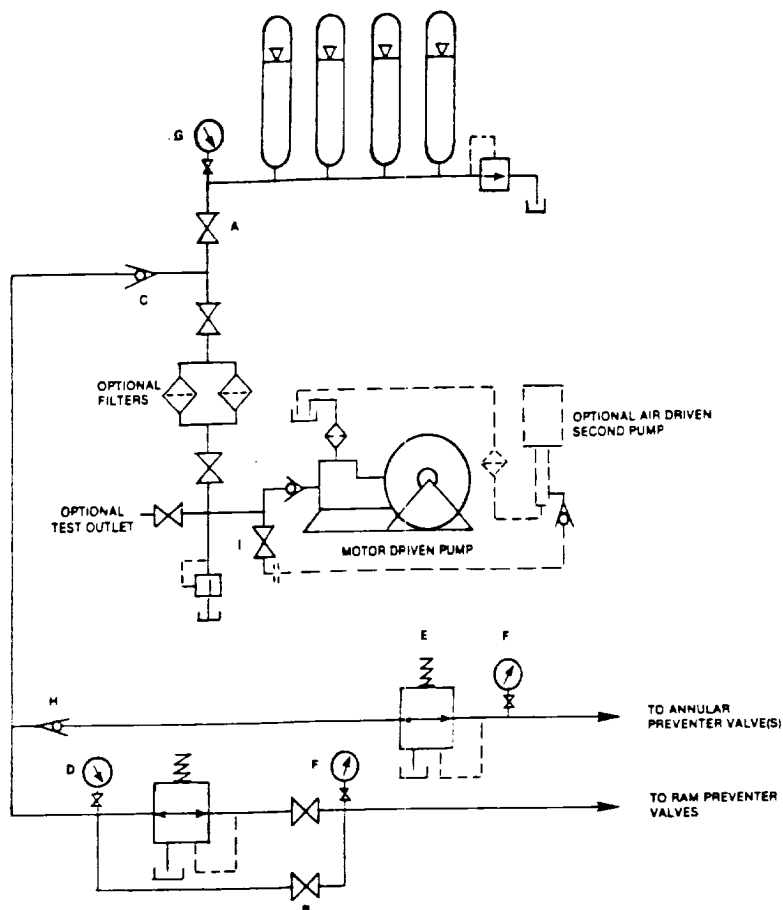 G
A
C
OPTIONAL
FILTERS
OPTIONAL AIR DRIVEN
SECOND PUMP
OPTIONAL
TEST OUTLET
I
MOTOR DRIVEN PUMP
E
F
H
TO ANNULAR
PREVENTER VALVE(S)
D
F
TO RAM PREVENTER
VALVES